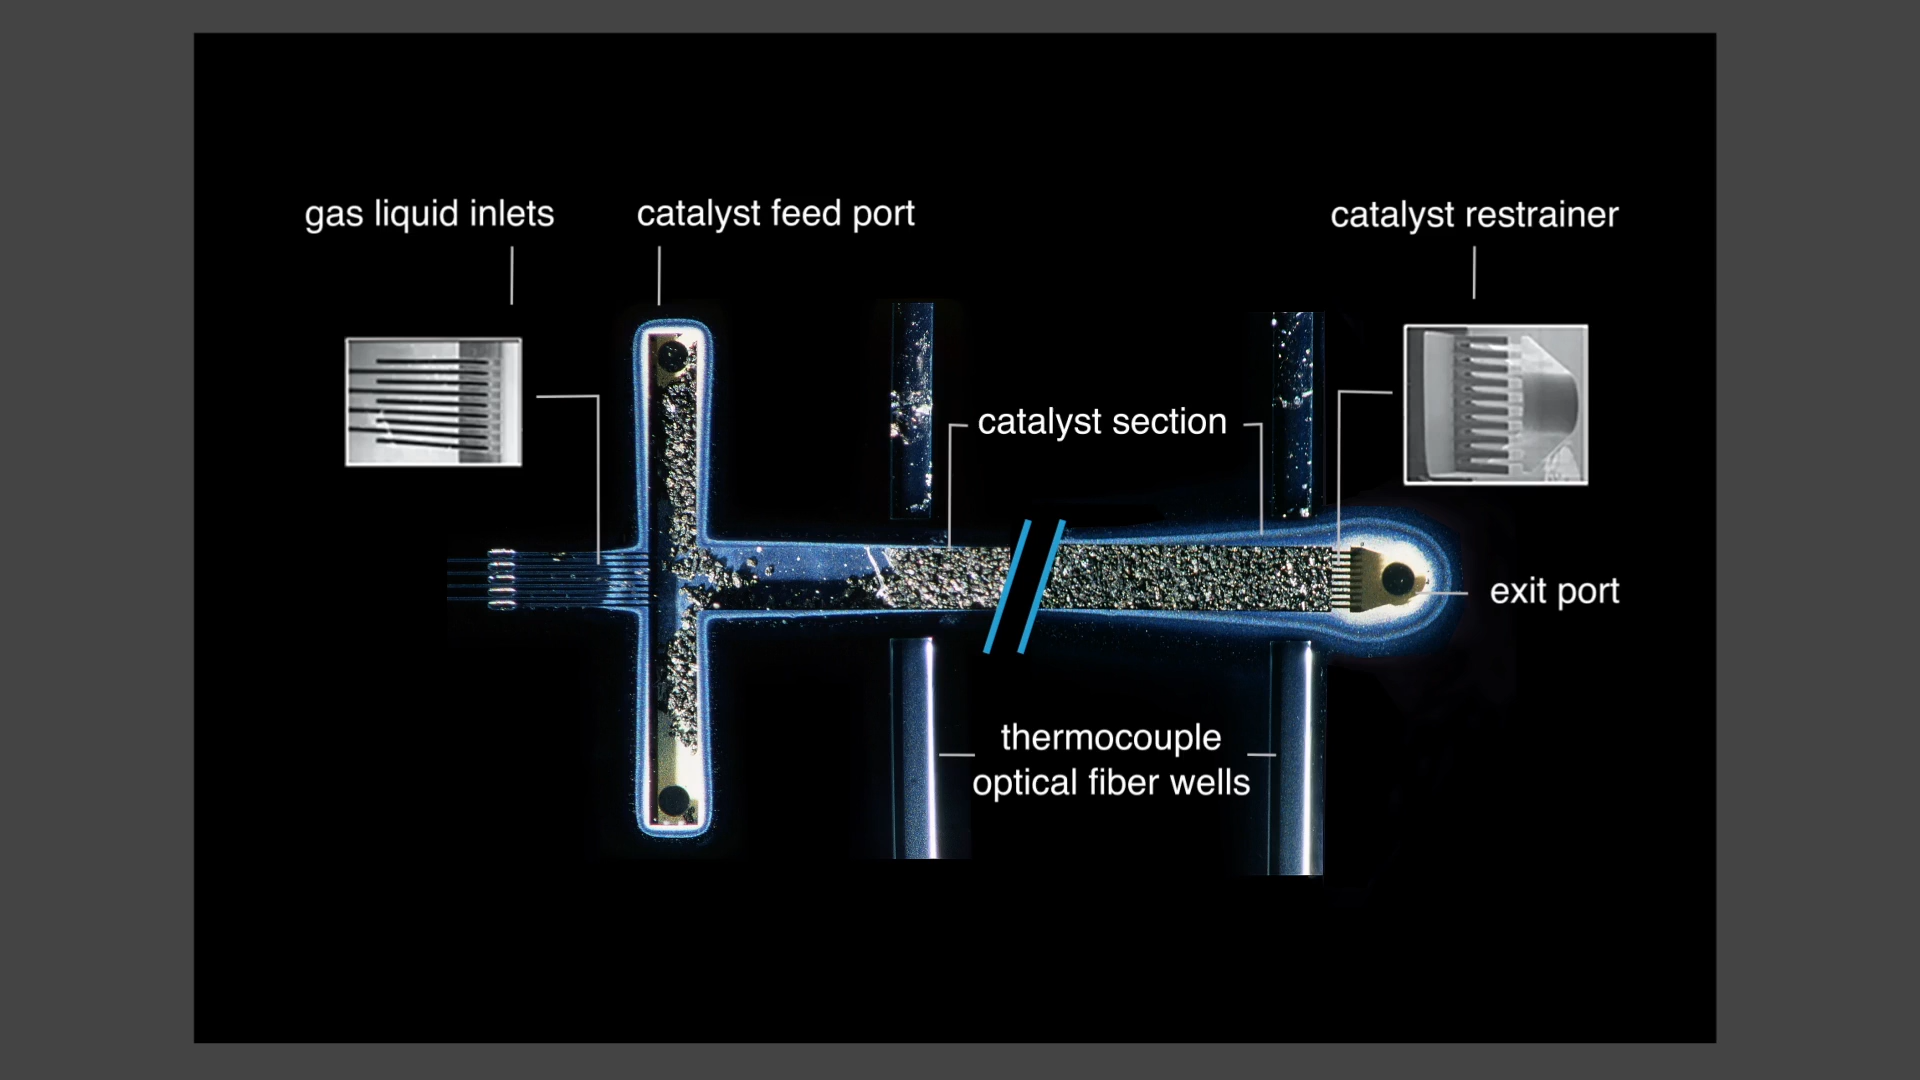 gas liquid inlets
catalyst feed port
catalyst restrainer
catalyst section
exit port
thermocouple
optical fiber wells